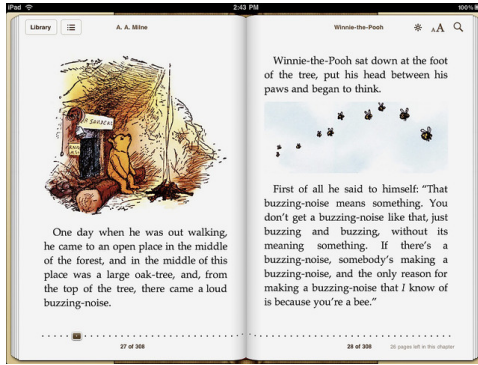 iPad
2:43 PM
100%
Library
A. A. Milne
Winnie-the-Pooh
AA
One day when he was out walking,
he came to an open place in the middle
of the forest, and in the middle of this
place was a large oak-tree, and, from
the top of the tree, there came a loud
buzzing-noise.
27 of 308
Winnie-the-Pooh sat down at the foot
of the tree, put his head between his
paws and began to think.
First of all he said to himself: “That
buzzing-noise means something. You
don’t get a buzzing-noise like that, just
buzzing and buzzing, without its
meaning something. If there’s a
buzzing-noise, somebody’s making a
buzzing-noise, and the only reason for
making a buzzing-noise that I know of
is because you’re a bee.”
28 of 308
26 pages left in this chapter